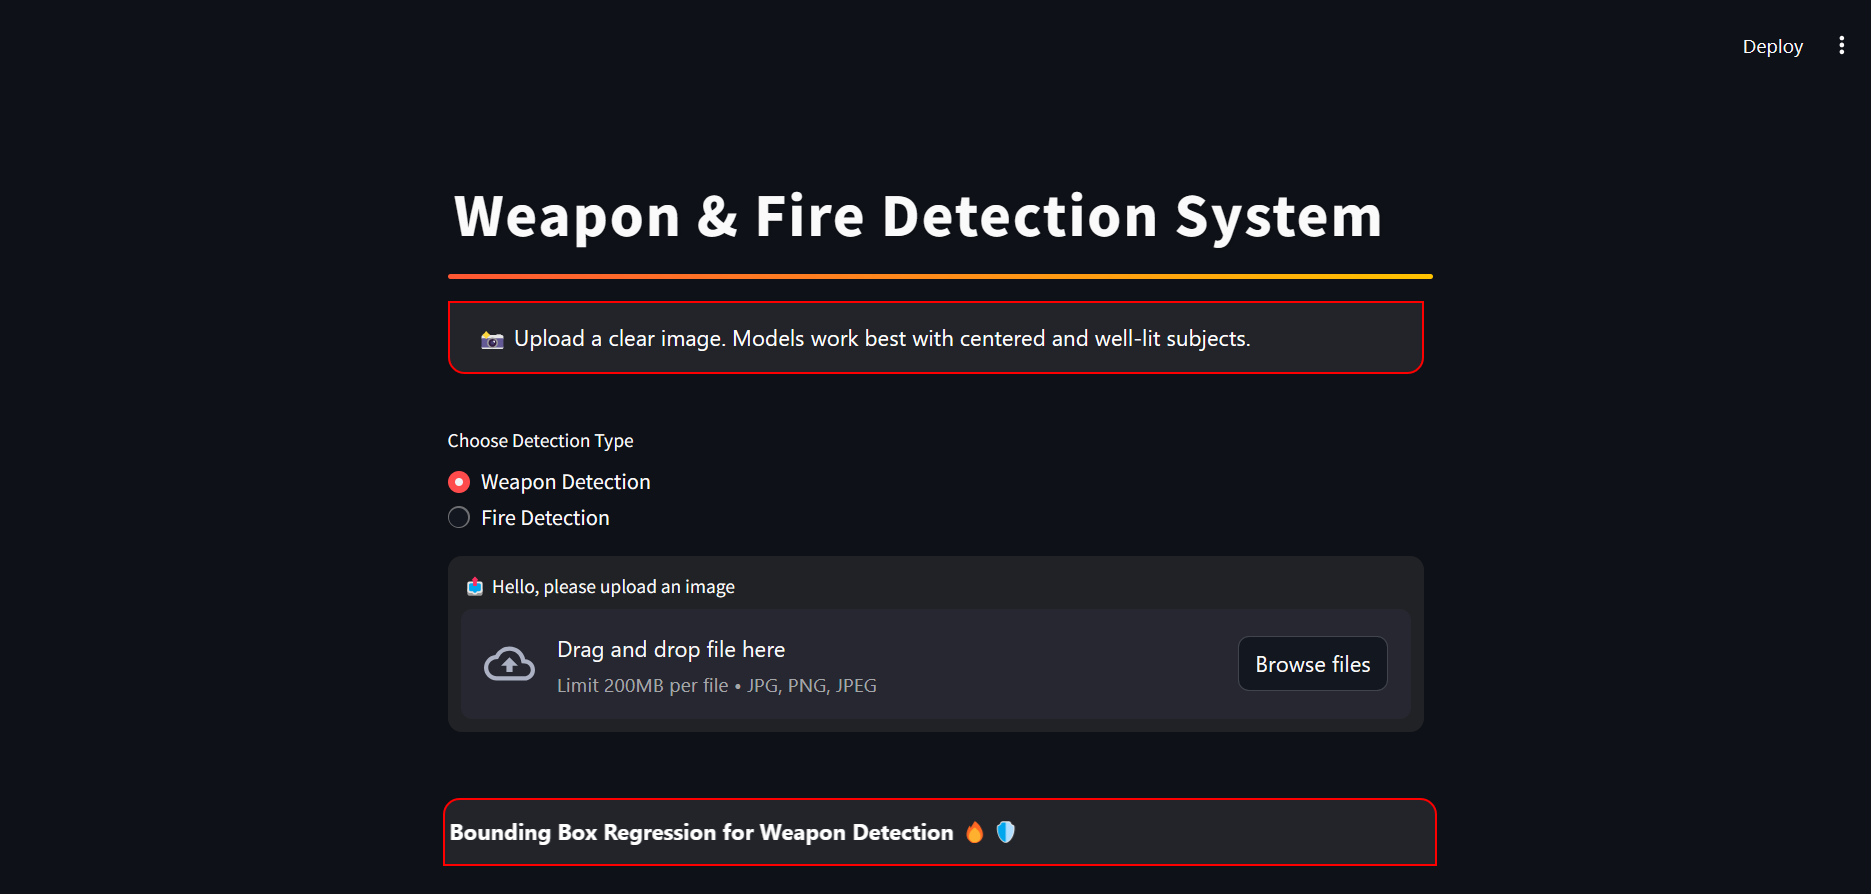 Deploy
Weapon & Fire Detection System
📸 Upload a clear image. Models work best with centered and well-lit subjects.
Choose Detection Type
Weapon Detection
Fire Detection
📤 Hello, please upload an image
Drag and drop file here
Limit 200MB per file • JPG, PNG, JPEG
Browse files
Bounding Box Regression for Weapon Detection 🔥 🛡️